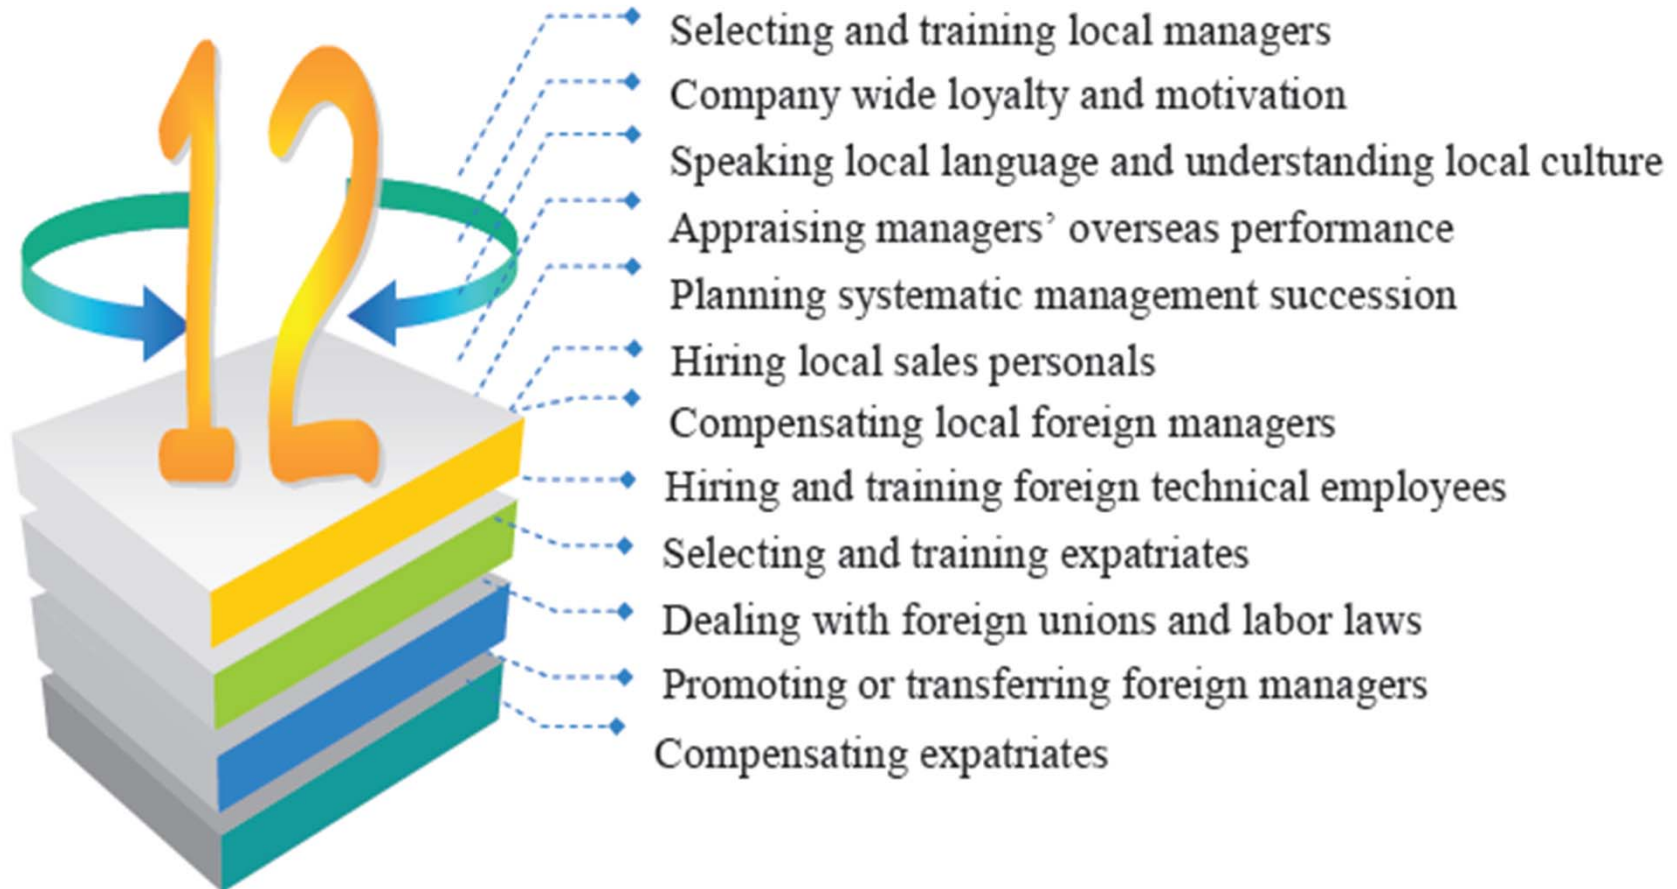 12
Selecting and training local managers
Company wide loyalty and motivation
Speaking local language and understanding local culture
Appraising managers’ overseas performance
Planning systematic management succession
Hiring local sales personals
Compensating local foreign managers
Hiring and training foreign technical employees
Selecting and training expatriates
Dealing with foreign unions and labor laws
Promoting or transferring foreign managers
Compensating expatriates